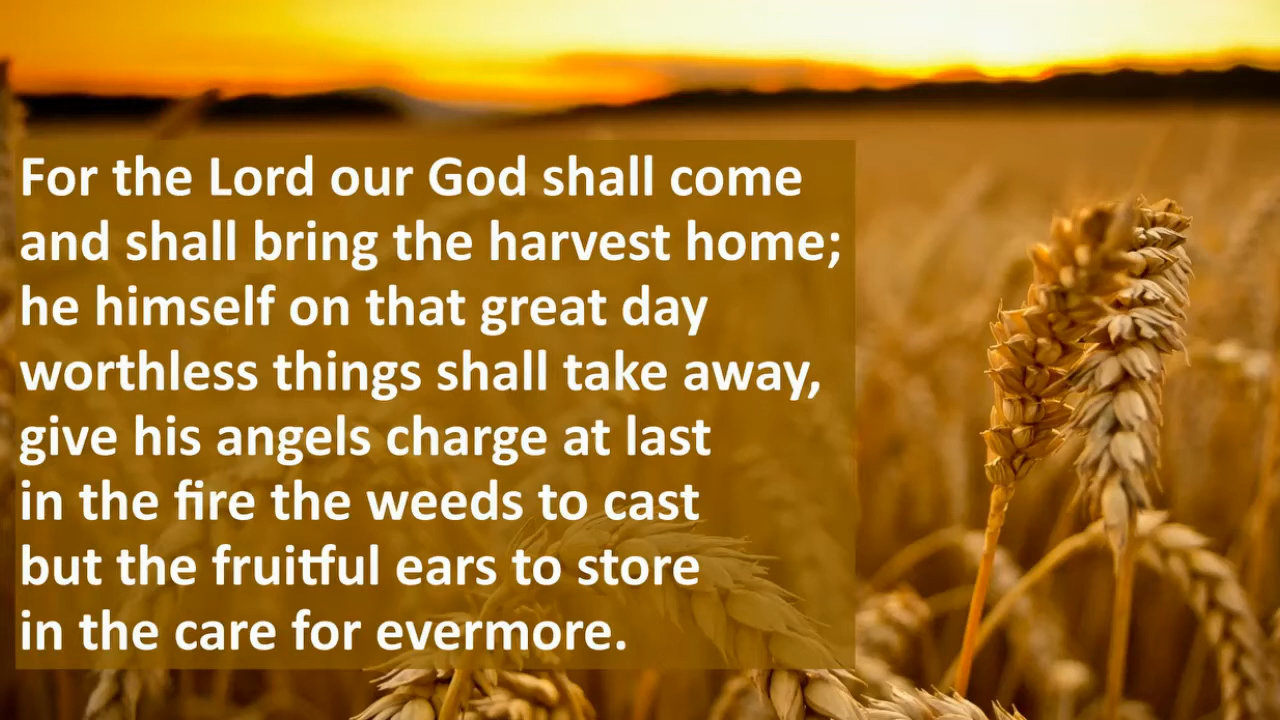 For the Lord our God shall come
and shall bring the harvest home;
he himself on that great day
worthless things shall take away,
give his angels charge at last
in the fire the weeds to cast
but the fruitful ears to store
in the care for evermore.